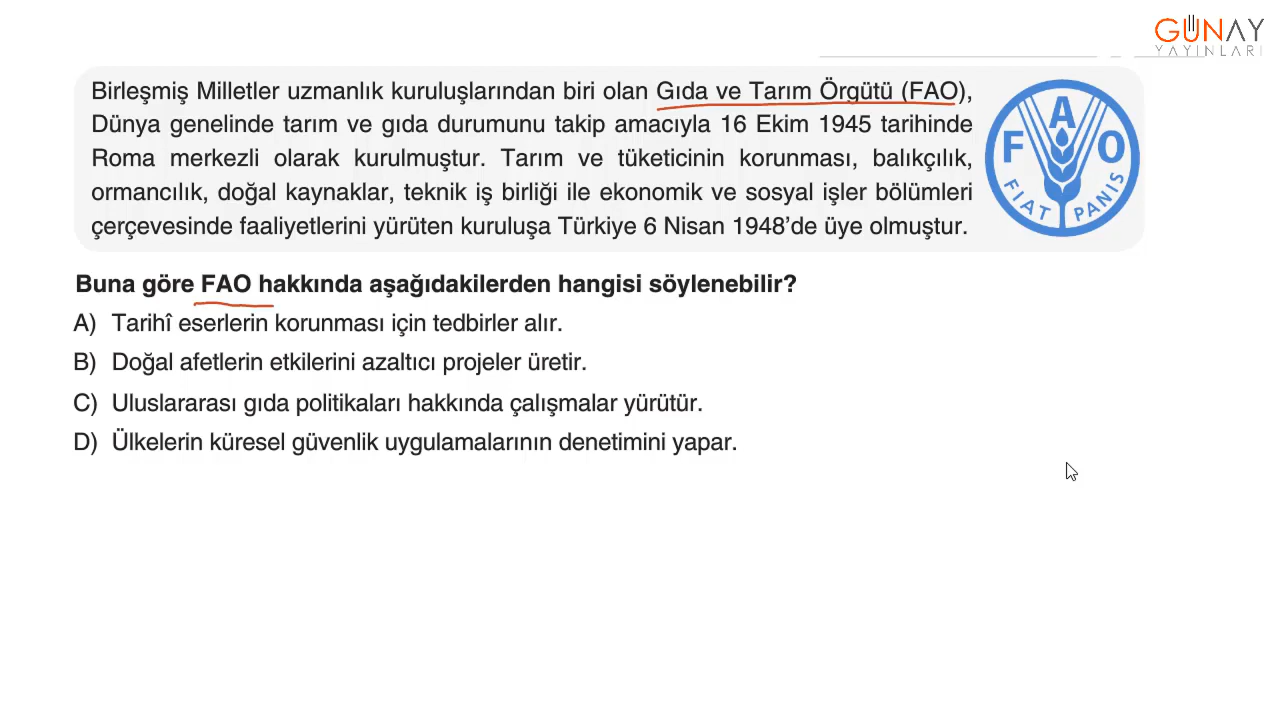 GÜNAY
YAYINLARI
Birleşmiş Milletler uzmanlık kuruluşlarından biri olan Gıda ve Tarım Örgütü (FAO),
Dünya genelinde tarım ve gıda durumunu takip amacıyla 16 Ekim 1945 tarihinde
Roma merkezli olarak kurulmuştur. Tarım ve tüketicinin korunması, balıkçılık,
ormancılık, doğal kaynaklar, teknik iş birliği ile ekonomik ve sosyal işler bölümleri
çerçevesinde faaliyetlerini yürüten kuruluşa Türkiye 6 Nisan 1948’de üye olmuştur.
F A O
FIAT PANIS
Buna göre FAO hakkında aşağıdakilerden hangisi söylenebilir?
A) Tarihî eserlerin korunması için tedbirler alır.
B) Doğal afetlerin etkilerini azaltıcı projeler üretir.
C) Uluslararası gıda politikaları hakkında çalışmalar yürütür.
D) Ülkelerin küresel güvenlik uygulamalarının denetimini yapar.